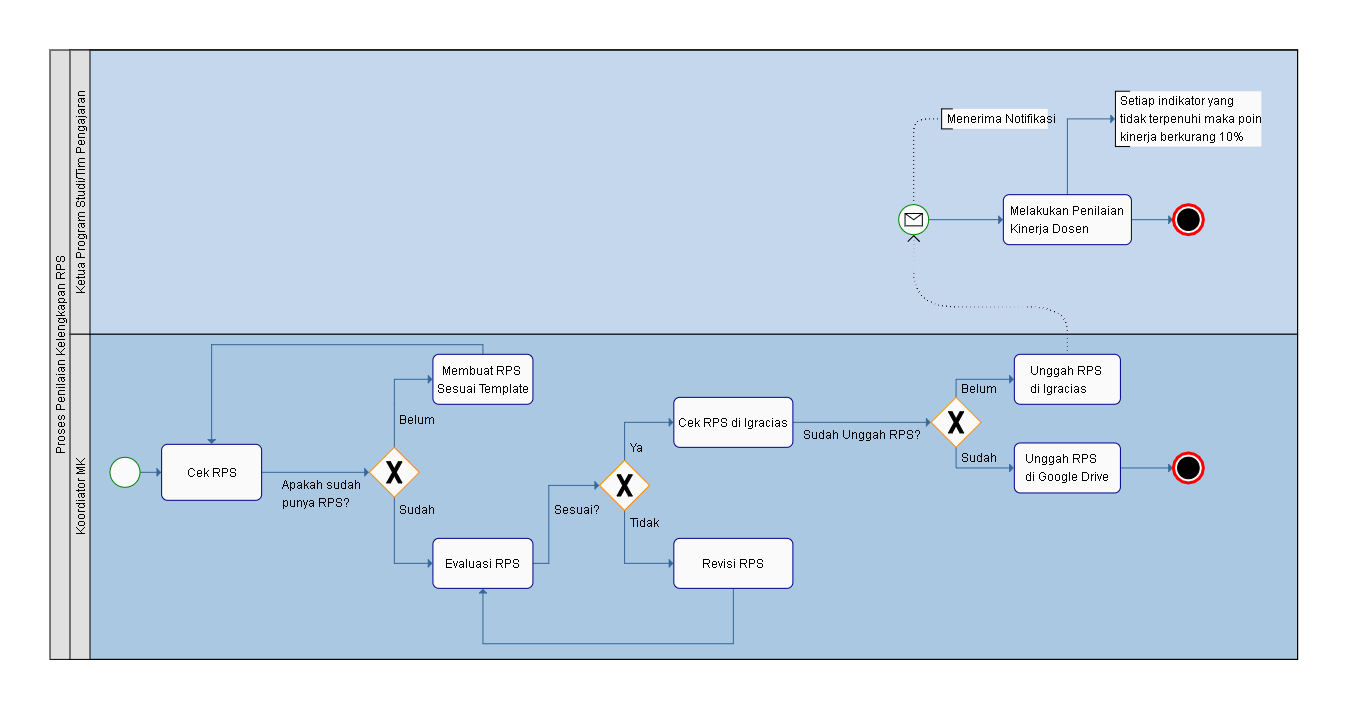 Proses Penilaian Kelengkapan RPS
Ketua Program Studi/Tim Pengajaran
Menerima Notifikasi
Setiap indikator yang
tidak terpenuhi maka poin
kinerja berkurang 10%
Melakukan Penilaian
Kinerja Dosen
Koordiator MK
Cek RPS
Apakah sudah
punya RPS?
X
Belum
Membuat RPS
Sesuai Template
Sudah
Evaluasi RPS
Sesuai?
X
Ya
Cek RPS di Igracias
Tidak
Revisi RPS
Sudah Unggah RPS?
X
Belum
Unggah RPS
di Igracias
Sudah
Unggah RPS
di Google Drive